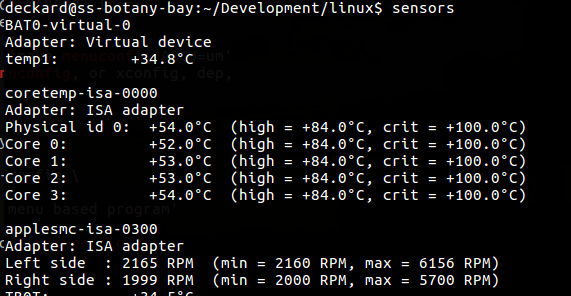 deckard@ss-botany-bay:~/Development/linux$ sensors
BAT0-virtual-0
Adapter: Virtual device
temp1:         +34.8°C
coretemp-isa-0000
Adapter: ISA adapter
Physical id 0:  +54.0°C  (high = +84.0°C, crit = +100.0°C)
Core 0:         +52.0°C  (high = +84.0°C, crit = +100.0°C)
Core 1:         +53.0°C  (high = +84.0°C, crit = +100.0°C)
Core 2:         +53.0°C  (high = +84.0°C, crit = +100.0°C)
Core 3:         +54.0°C  (high = +84.0°C, crit = +100.0°C)
menu based program
applesmc-isa-0300
Adapter: ISA adapter
Left side  : 2165 RPM  (min = 2160 RPM, max = 6156 RPM)
Right side : 1999 RPM  (min = 2000 RPM, max = 5700 RPM)